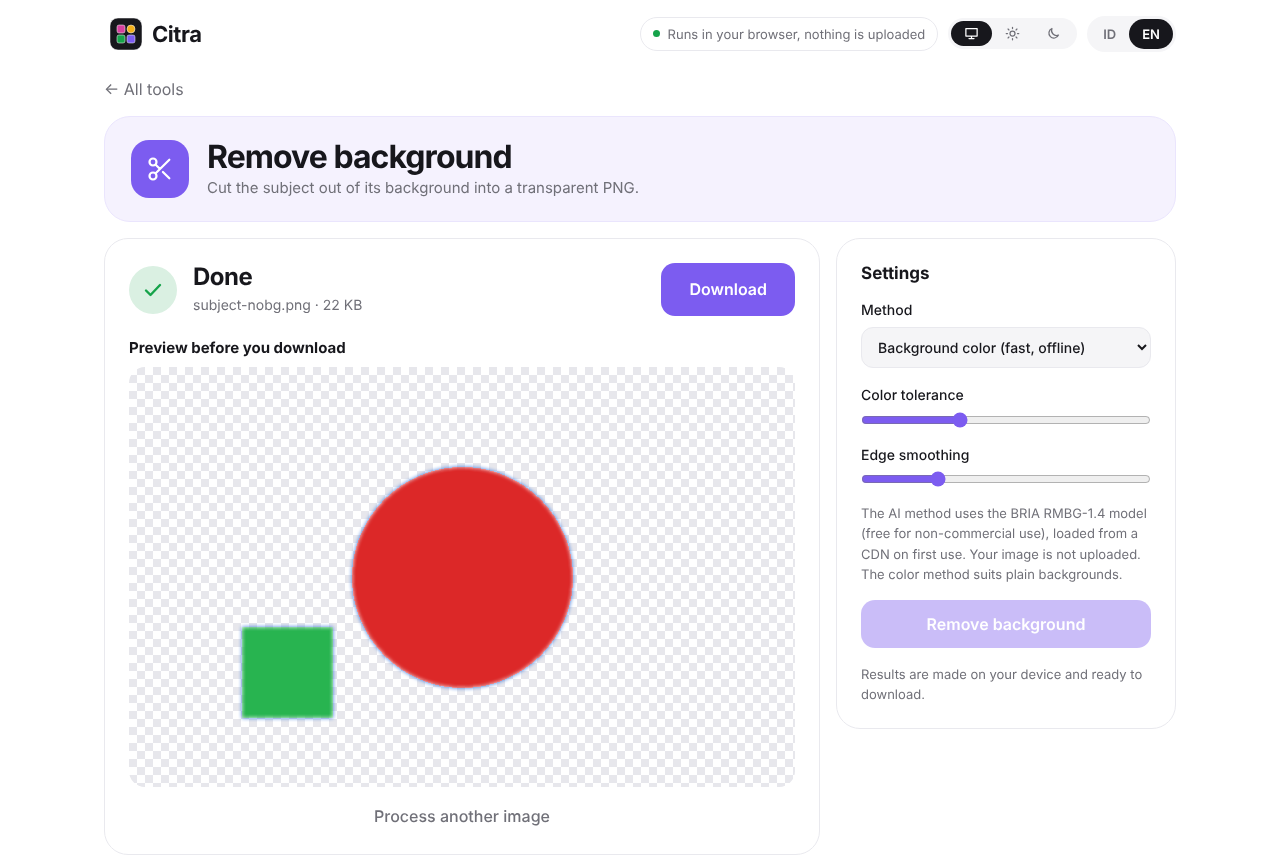 Citra
Runs in your browser, nothing is uploaded
ID
EN
← All tools
Remove background
Cut the subject out of its background into a transparent PNG.
Done
subject-nobg.png · 22 KB
Download
Preview before you download
Process another image
Settings
Method
Background color (fast, offline)
Color tolerance
Edge smoothing
The AI method uses the BRIA RMBG-1.4 model
(free for non-commercial use), loaded from a
CDN on first use. Your image is not uploaded.
The color method suits plain backgrounds.
Remove background
Results are made on your device and ready to
download.